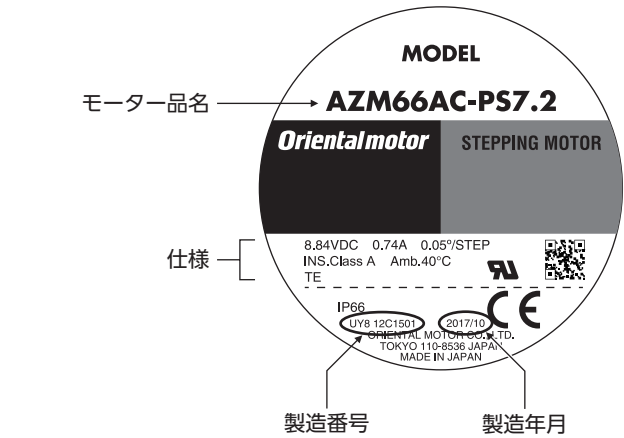 MODEL
モーター品名
AZM66AC-PS7.2
Orientalmotor
STEPPING MOTOR
仕様
8.84VDC 0.74A 0.05°/STEP
INS.Class A Amb.40°C
TE
IP66
UY8 12C1501
2017/10
CE
ORIENTAL MOTOR CO.,LTD.
TOKYO 110-8536 JAPAN
MADE IN JAPAN
製造番号
製造年月